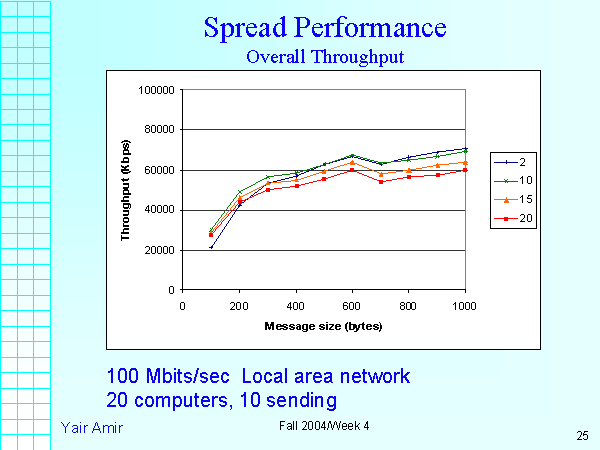 Spread Performance
Overall Throughput
100000
80000
60000
40000
20000
0
Throughput (Kbps)
0 200 400 600 800 1000
Message size (bytes)
2
10
15
20
100 Mbits/sec Local area network
20 computers, 10 sending
Yair Amir
Fall 2004/Week 4
25